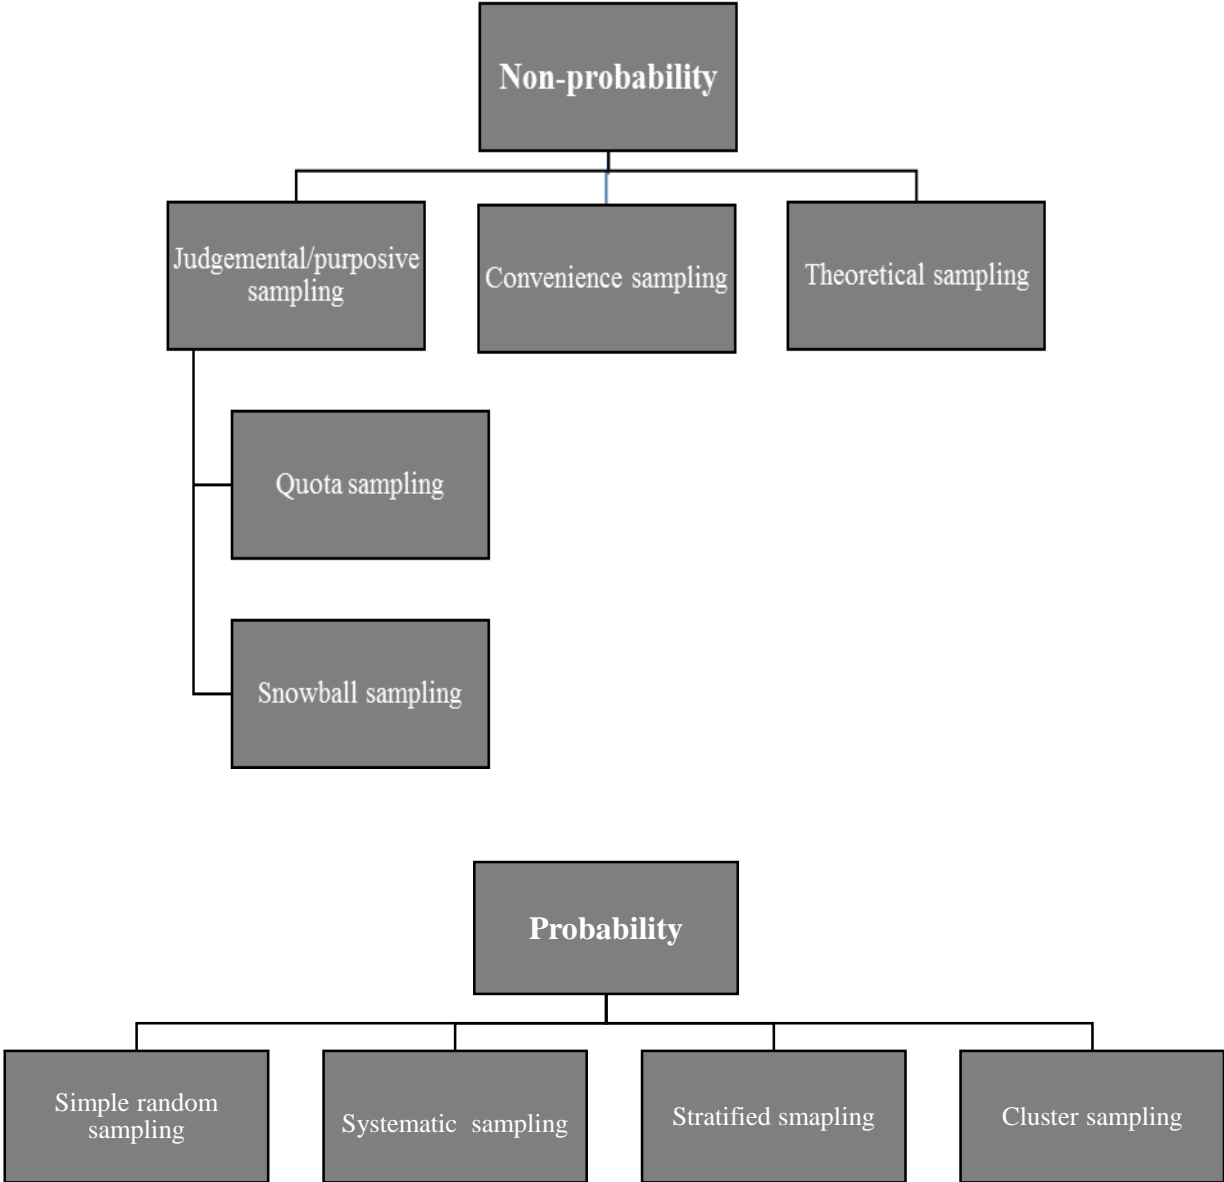 Non-probability
Judgemental/purposive
sampling
Convenience sampling
Theoretical sampling
Quota sampling
Snowball sampling
Probability
Simple random
sampling
Systematic sampling
Stratified smapling
Cluster sampling